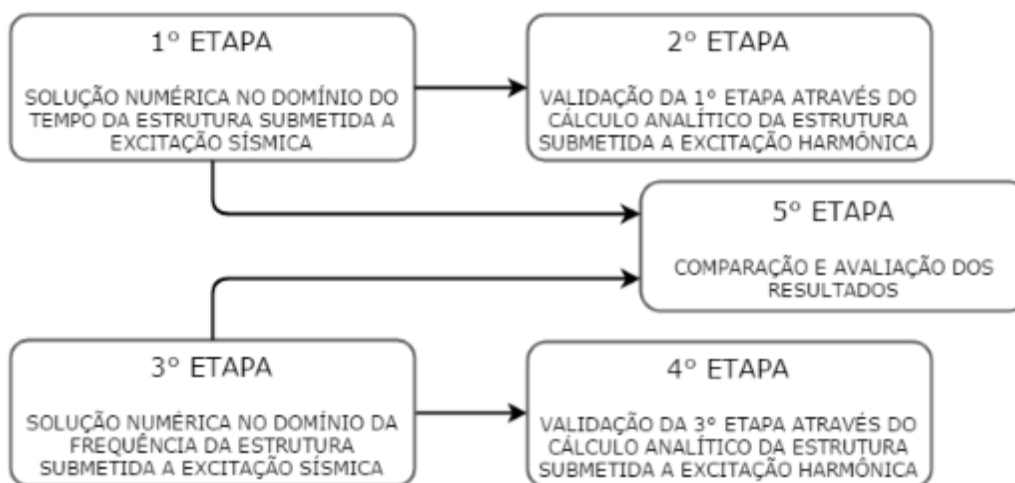 1° ETAPA
SOLUÇÃO NUMÉRICA NO DOMÍNIO DO
TEMPO DA ESTRUTURA SUBMETIDA A
EXCITAÇÃO SÍSMICA
2° ETAPA
VALIDAÇÃO DA 1° ETAPA ATRAVÉS DO
CÁLCULO ANALÍTICO DA ESTRUTURA
SUBMETIDA A EXCITAÇÃO HARMÔNICA
5° ETAPA
COMPARAÇÃO E AVALIAÇÃO DOS
RESULTADOS
3° ETAPA
SOLUÇÃO NUMÉRICA NO DOMÍNIO DA
FREQUÊNCIA DA ESTRUTURA
SUBMETIDA A EXCITAÇÃO SÍSMICA
4° ETAPA
VALIDAÇÃO DA 3° ETAPA ATRAVÉS DO
CÁLCULO ANALÍTICO DA ESTRUTURA
SUBMETIDA A EXCITAÇÃO HARMÔNICA